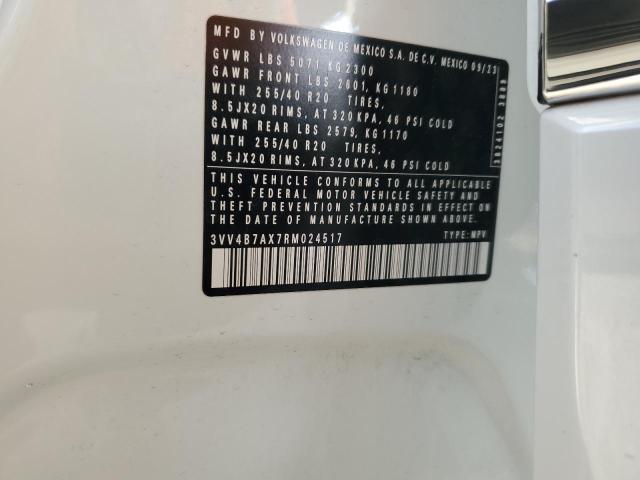 MFD BY VOLKSWAGEN DE MEXICO S.A. DE C.V. MEXICO 09/23
GVWR LBS 5071 KG 2300
GAWR FRONT LBS 2601, KG 1180
WITH 255/40 R20 TIRES,
8.5JX20 RIMS, AT 320 KPA, 46 PSI COLD
GAWR REAR LBS 2579, KG 1170
WITH 255/40 R20 TIRES,
8.5JX20 RIMS, AT 320 KPA, 46 PSI COLD
THIS VEHICLE CONFORMS TO ALL APPLICABLE
U.S. FEDERAL MOTOR VEHICLE SAFETY AND
THEFT PREVENTION STANDARDS IN EFFECT ON
THE DATE OF MANUFACTURE SHOWN ABOVE.
3VV4B7AX7RM024517 TYPE: MPV